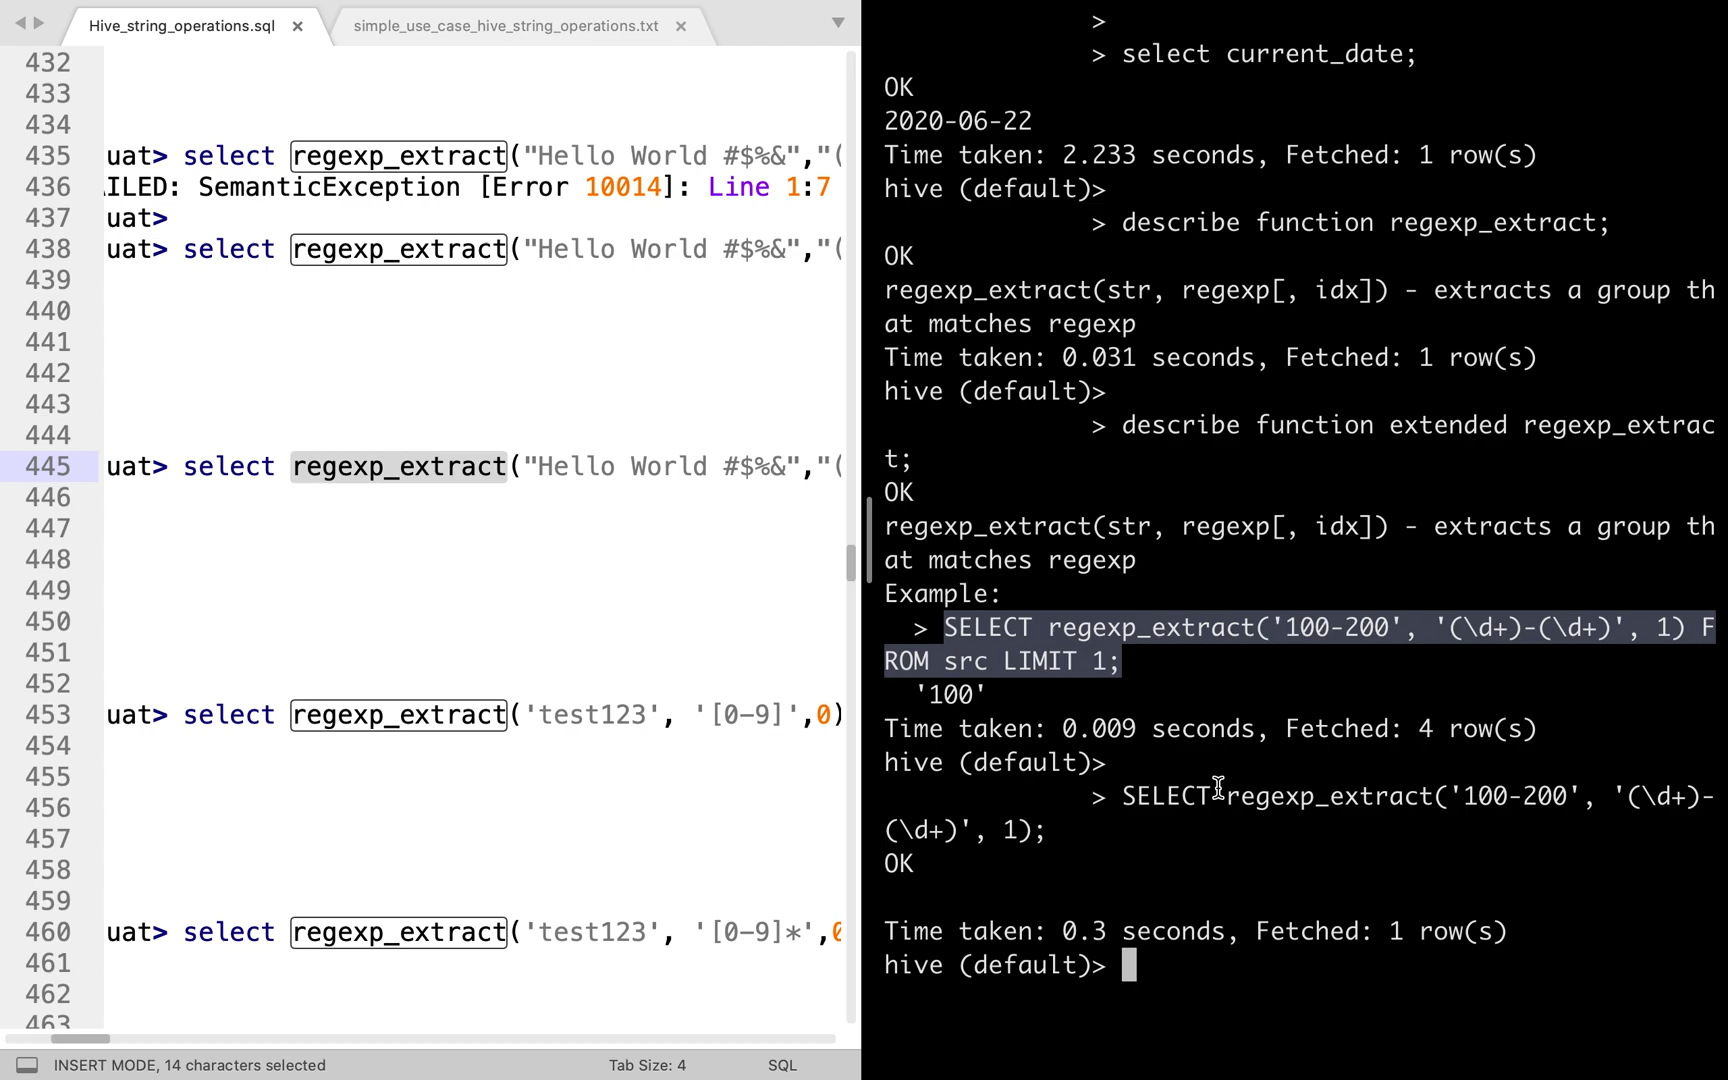 Hive_string_operations.sql
simple_use_case_hive_string_operations.txt
432
433
434
435 uat> select regexp_extract("Hello World #$%&","(
436 ILED: SemanticException [Error 10014]: Line 1:7
437 uat>
438 uat> select regexp_extract("Hello World #$%&","(
439
440
441
442
443
444
445 uat> select regexp_extract("Hello World #$%&","(
446
447
448
449
450
451
452
453 uat> select regexp_extract('test123', '[0-9]',0)
454
455
456
457
458
459
460 uat> select regexp_extract('test123', '[0-9]*',0
461
462
463
INSERT MODE, 14 characters selected
Tab Size: 4
SQL
>
> select current_date;
OK
2020-06-22
Time taken: 2.233 seconds, Fetched: 1 row(s)
hive (default)>
> describe function regexp_extract;
OK
regexp_extract(str, regexp[, idx]) - extracts a group th
at matches regexp
Time taken: 0.031 seconds, Fetched: 1 row(s)
hive (default)>
> describe function extended regexp_extrac
t;
OK
regexp_extract(str, regexp[, idx]) - extracts a group th
at matches regexp
Example:
> SELECT regexp_extract('100-200', '(\d+)-(\d+)', 1) F
ROM src LIMIT 1;
'100'
Time taken: 0.009 seconds, Fetched: 4 row(s)
hive (default)>
> SELECT regexp_extract('100-200', '(\d+)-
(\d+)', 1);
OK
Time taken: 0.3 seconds, Fetched: 1 row(s)
hive (default)>